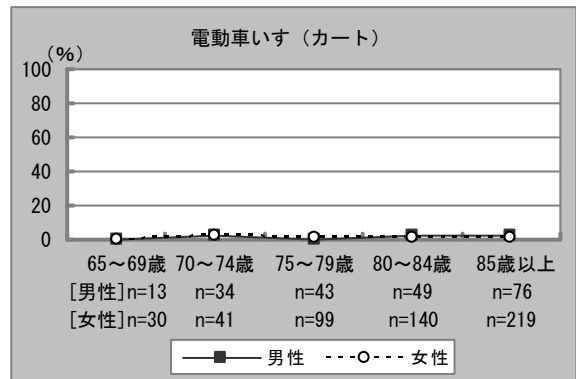 電動車いす（カート）
（%）
100
80
60
40
20
0
65～69歳 70～74歳 75～79歳 80～84歳 85歳以上
[男性]n=13 n=34 n=43 n=49 n=76
[女性]n=30 n=41 n=99 n=140 n=219
男性 女性